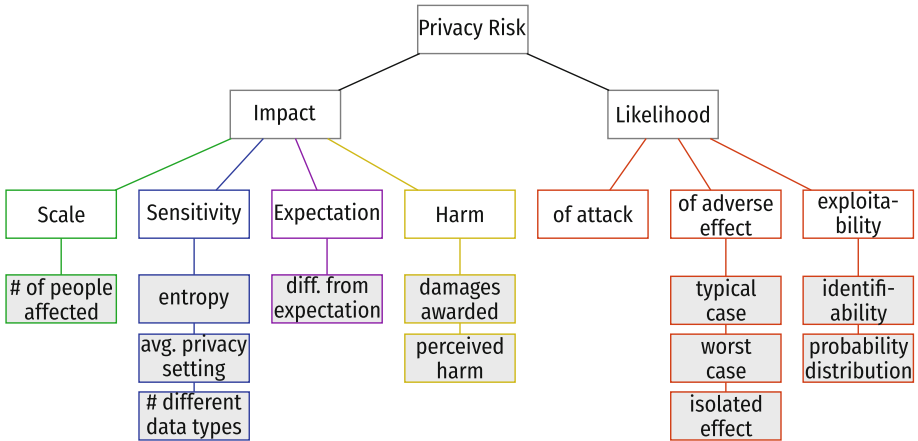 Privacy Risk
Impact
Likelihood
Scale
Sensitivity
Expectation
Harm
of attack
of adverse
effect
exploita-
bility
# of people
affected
entropy
diff. from
expectation
damages
awarded
typical
case
identifi-
ability
avg. privacy
setting
perceived
harm
worst
case
probability
distribution
# different
data types
isolated
effect